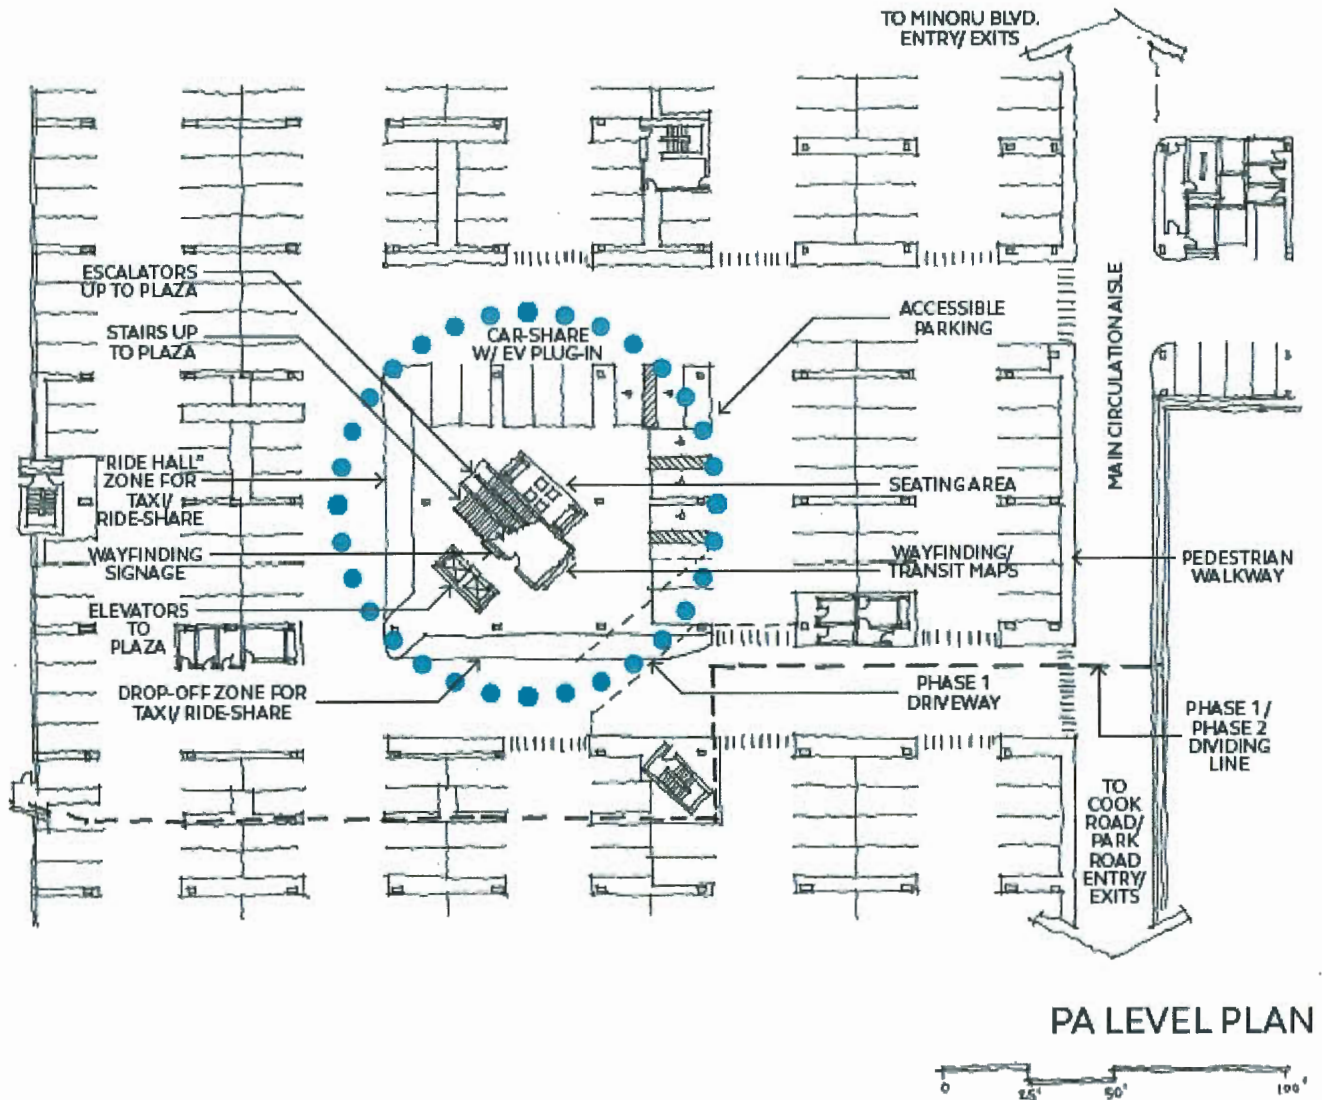 TO MINORU BLVD.
ENTRY/ EXITS
ESCALATORS
UP TO PLAZA
STAIRS UP
TO PLAZA
CAR-SHARE
W/ EV PLUG-IN
ACCESSIBLE
PARKING
MAIN CIRCULATION AISLE
"RIDE HALL"
ZONE FOR
TAXI/
RIDE-SHARE
SEATING AREA
WAYFINDING
SIGNAGE
WAYFINDING/
TRANSIT MAPS
PEDESTRIAN
WALKWAY
ELEVATORS
TO
PLAZA
DROP-OFF ZONE FOR
TAXI/ RIDE-SHARE
PHASE 1
DRIVEWAY
PHASE 1 /
PHASE 2
DIVIDING
LINE
TO
COOK
ROAD/
PARK
ROAD
ENTRY/
EXITS
PA LEVEL PLAN
0 25' 50' 100'